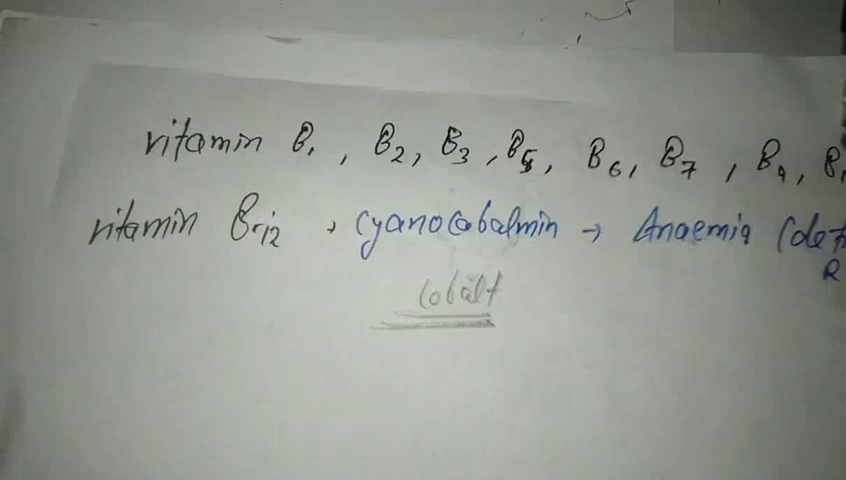 vitamin B1, B2, B3, B5, B6, B7, B9, B
vitamin B12 → Cyanocobalmin → Anaemia (def
R
Cobalt